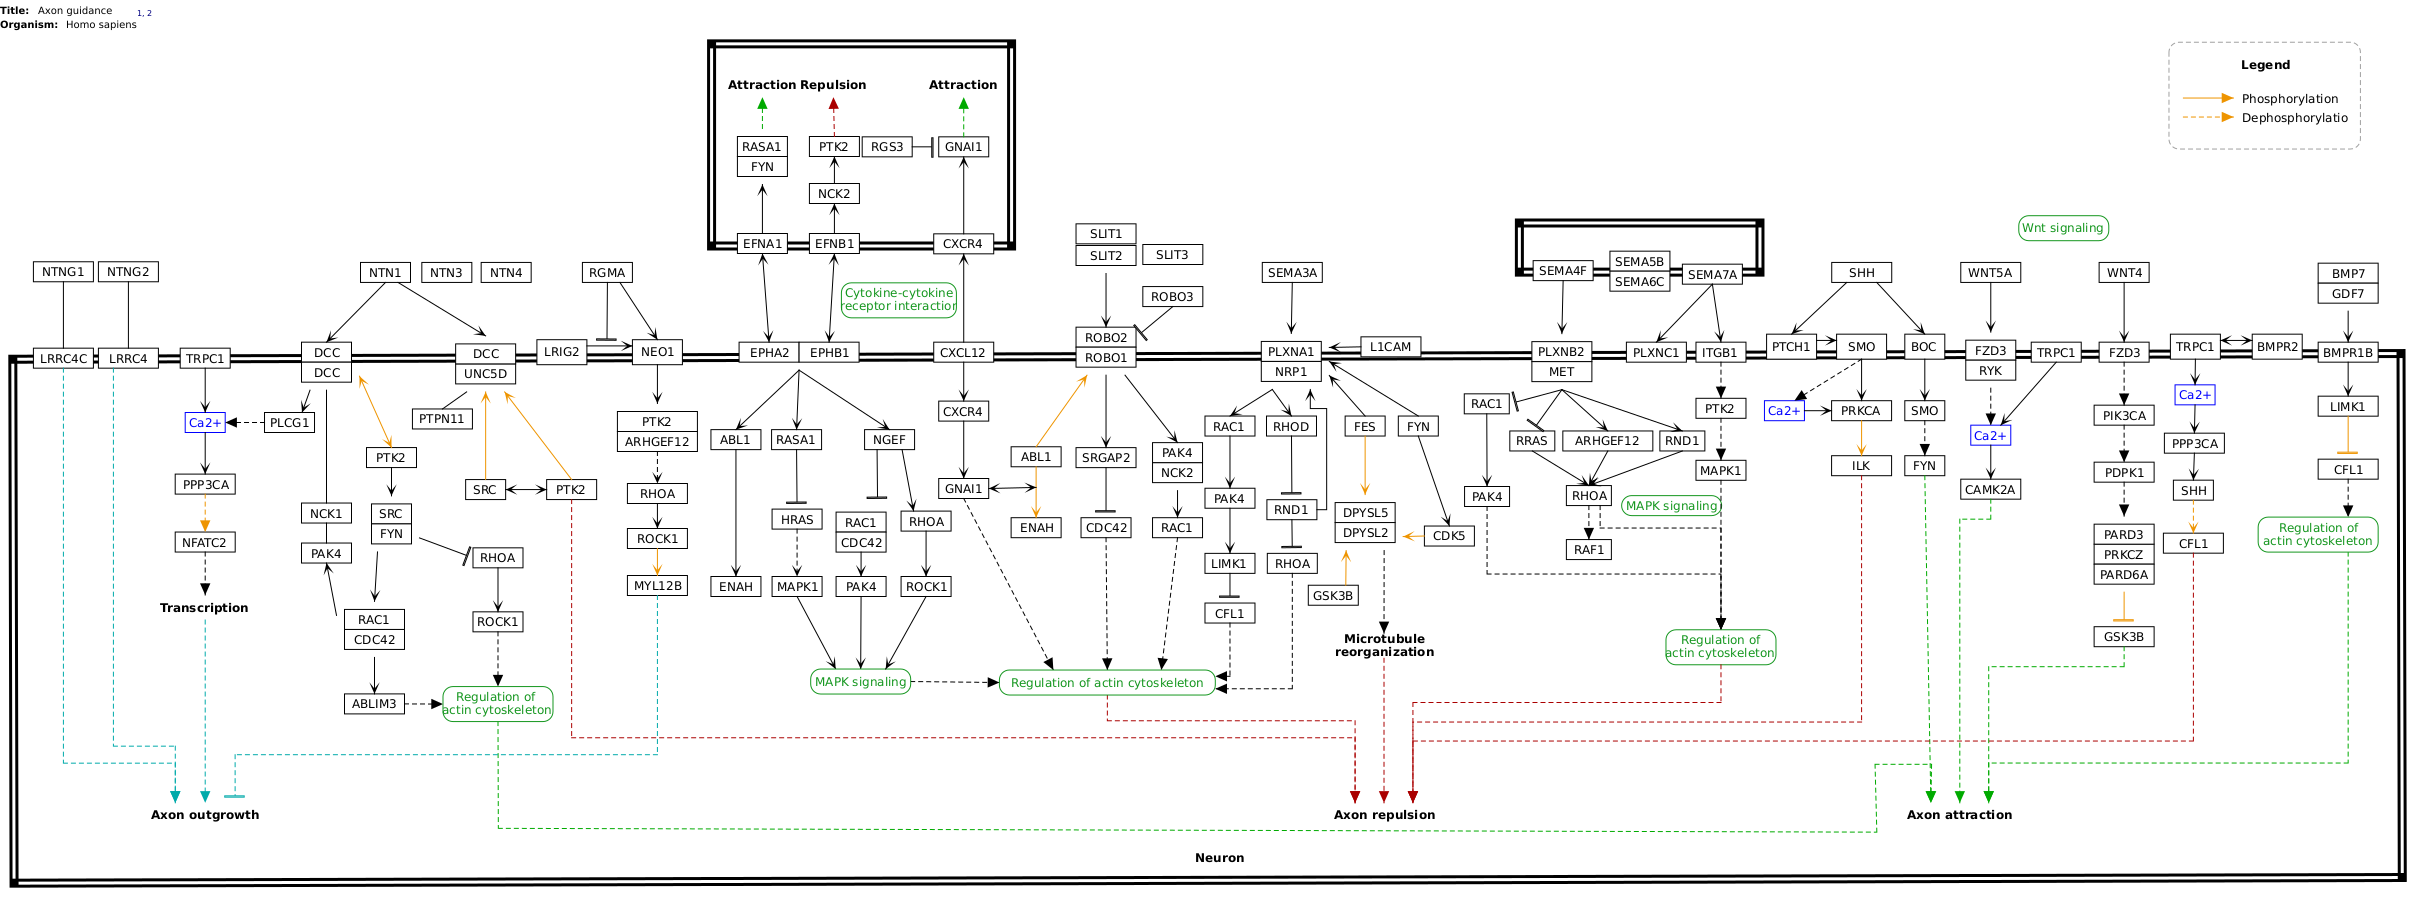 Title: Axon guidance 1, 2
Organism: Homo sapiens
Legend
Phosphorylation
Dephosphorylatio
Attraction Repulsion Attraction
RASA1 PTK2 RGS3 GNAI1
FYN
NCK2
EFNA1 EFNB1 CXCR4
Wnt signaling
SLIT1
SLIT2 SLIT3
SEMA4F SEMA5B SEMA7A
SEMA6C
NTNG1 NTNG2 NTN1 NTN3 NTN4 RGMA SEMA3A SHH WNT5A WNT4 BMP7
GDF7
Cytokine-cytokine
receptor interaction
ROBO3
LRRC4C LRRC4 TRPC1 DCC DCC LRIG2 NEO1 EPHA2 EPHB1 CXCL12 ROBO2 PLXNA1 L1CAM PLXNB2 PLXNC1 ITGB1 PTCH1 SMO BOC FZD3 TRPC1 FZD3 TRPC1 BMPR2 BMPR1B
DCC UNC5D ROBO1 NRP1 MET RYK
Ca2+ PLCG1 PTPN11 PTK2 CXCR4 RAC1 RHOD FES FYN RAC1 PTK2 Ca2+ PRKCA SMO PIK3CA Ca2+ LIMK1
ARHGEF12 ABL1 RASA1 NGEF RRAS ARHGEF12 RND1 Ca2+ PPP3CA
PTK2 ABL1 SRGAP2 PAK4 MAPK1 ILK FYN PDPK1 CFL1
NCK2
PPP3CA SRC PTK2 RHOA GNAI1 PAK4 PAK4 RHOA CAMK2A SHH
NCK1 SRC RND1 DPYSL5 MAPK signaling
FYN HRAS RAC1 RHOA ENAH CDC42 RAC1 DPYSL2 CDK5 Regulation of
actin cytoskeleton
NFATC2 PAK4 RHOA ROCK1 CDC42 LIMK1 RHOA RAF1 PARD3 CFL1
PRKCZ
PARD6A
MYL12B ENAH MAPK1 PAK4 ROCK1 GSK3B
Transcription RAC1 ROCK1 CFL1
CDC42
Microtubule
reorganization
Regulation of
actin cytoskeleton
GSK3B
MAPK signaling Regulation of actin cytoskeleton
ABLIM3 Regulation of
actin cytoskeleton
Axon outgrowth Axon repulsion Axon attraction
Neuron